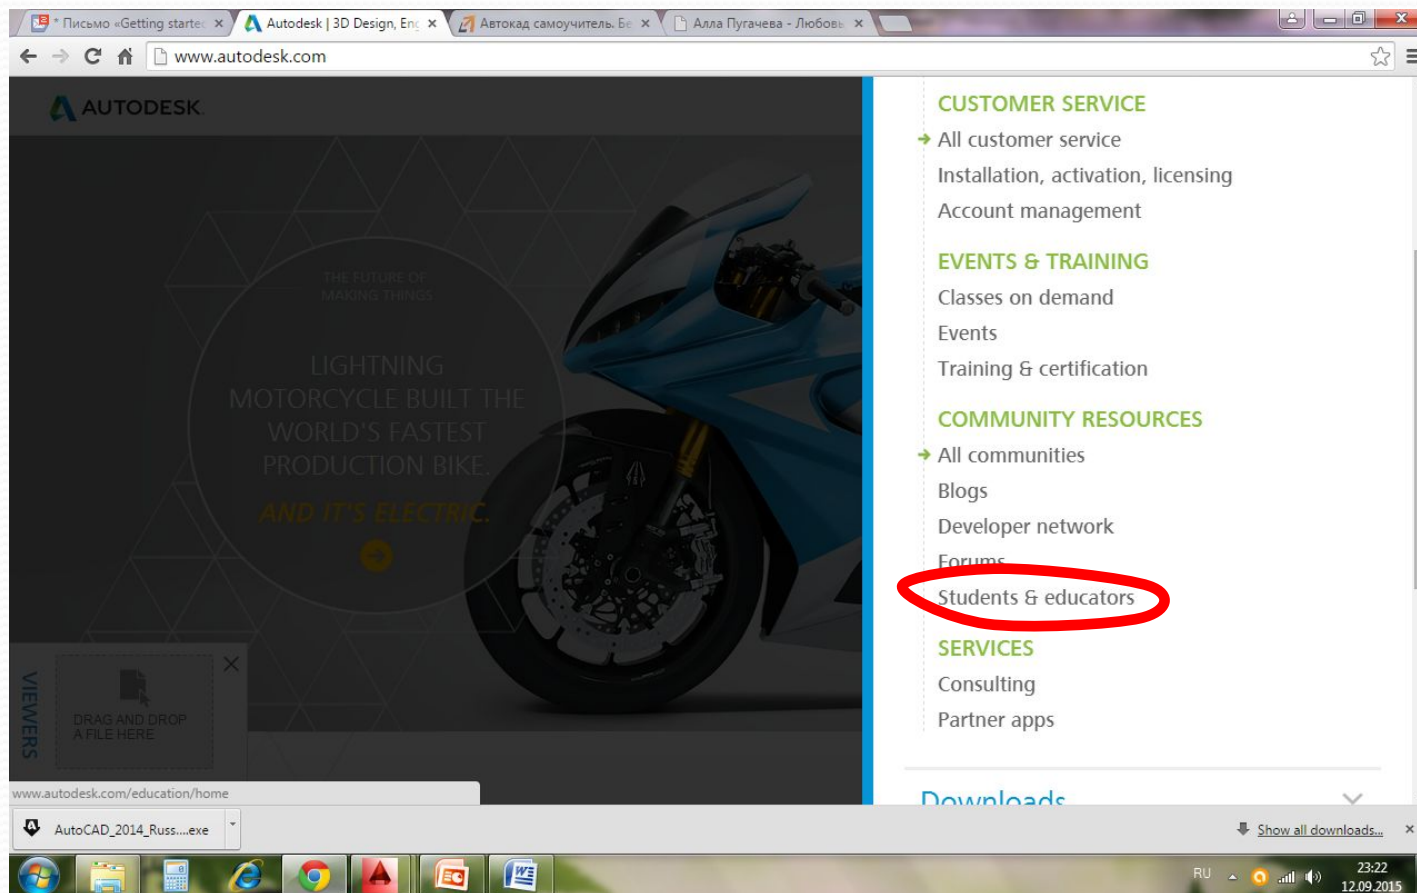 * Письмо «Getting started
Autodesk | 3D Design, Eng
Автокад самоучитель. Бе
Алла Пугачева - Любовь
www.autodesk.com
AUTODESK.
THE FUTURE OF
MAKING THINGS
LIGHTNING
MOTORCYCLE BUILT THE
WORLD'S FASTEST
PRODUCTION BIKE.
AND IT'S ELECTRIC.
VIEWERS
DRAG AND DROP
A FILE HERE
CUSTOMER SERVICE
All customer service
Installation, activation, licensing
Account management
EVENTS & TRAINING
Classes on demand
Events
Training & certification
COMMUNITY RESOURCES
All communities
Blogs
Developer network
Forums
Students & educators
SERVICES
Consulting
Partner apps
Downloads
www.autodesk.com/education/home
AutoCAD_2014_Russ....exe
Show all downloads...
RU
23:22
12.09.2015